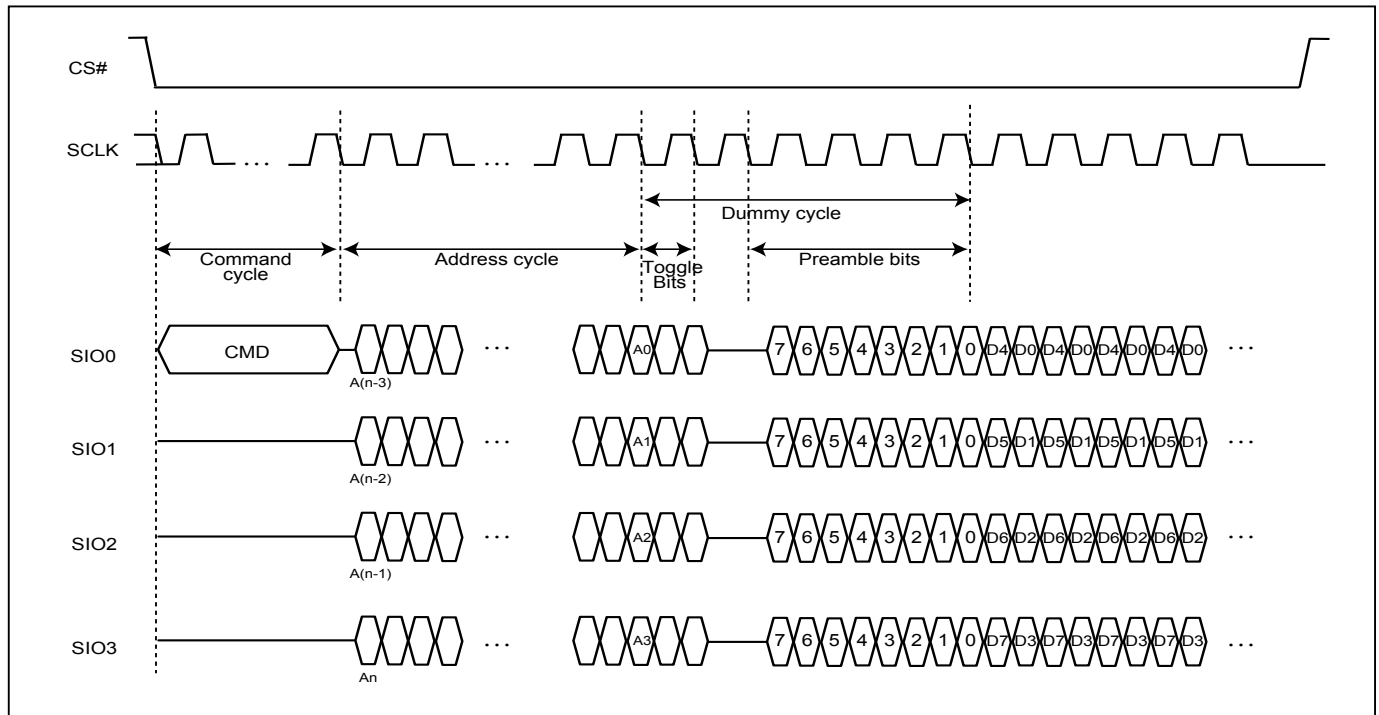 CS#
SCLK ... ...
Dummy cycle
Command cycle
Address cycle
Toggle Bits
Preamble bits
SIO0 CMD ... A0 7 6 5 4 3 2 1 0 D4 D0 D4 D0 D4 D0 D4 D0 ...
A(n-3)
SIO1 ... A1 7 6 5 4 3 2 1 0 D5 D1 D5 D1 D5 D1 D5 D1 ...
A(n-2)
SIO2 ... A2 7 6 5 4 3 2 1 0 D6 D2 D6 D2 D6 D2 D6 D2 ...
A(n-1)
SIO3 ... A3 7 6 5 4 3 2 1 0 D7 D3 D7 D3 D7 D3 D7 D3 ...
An